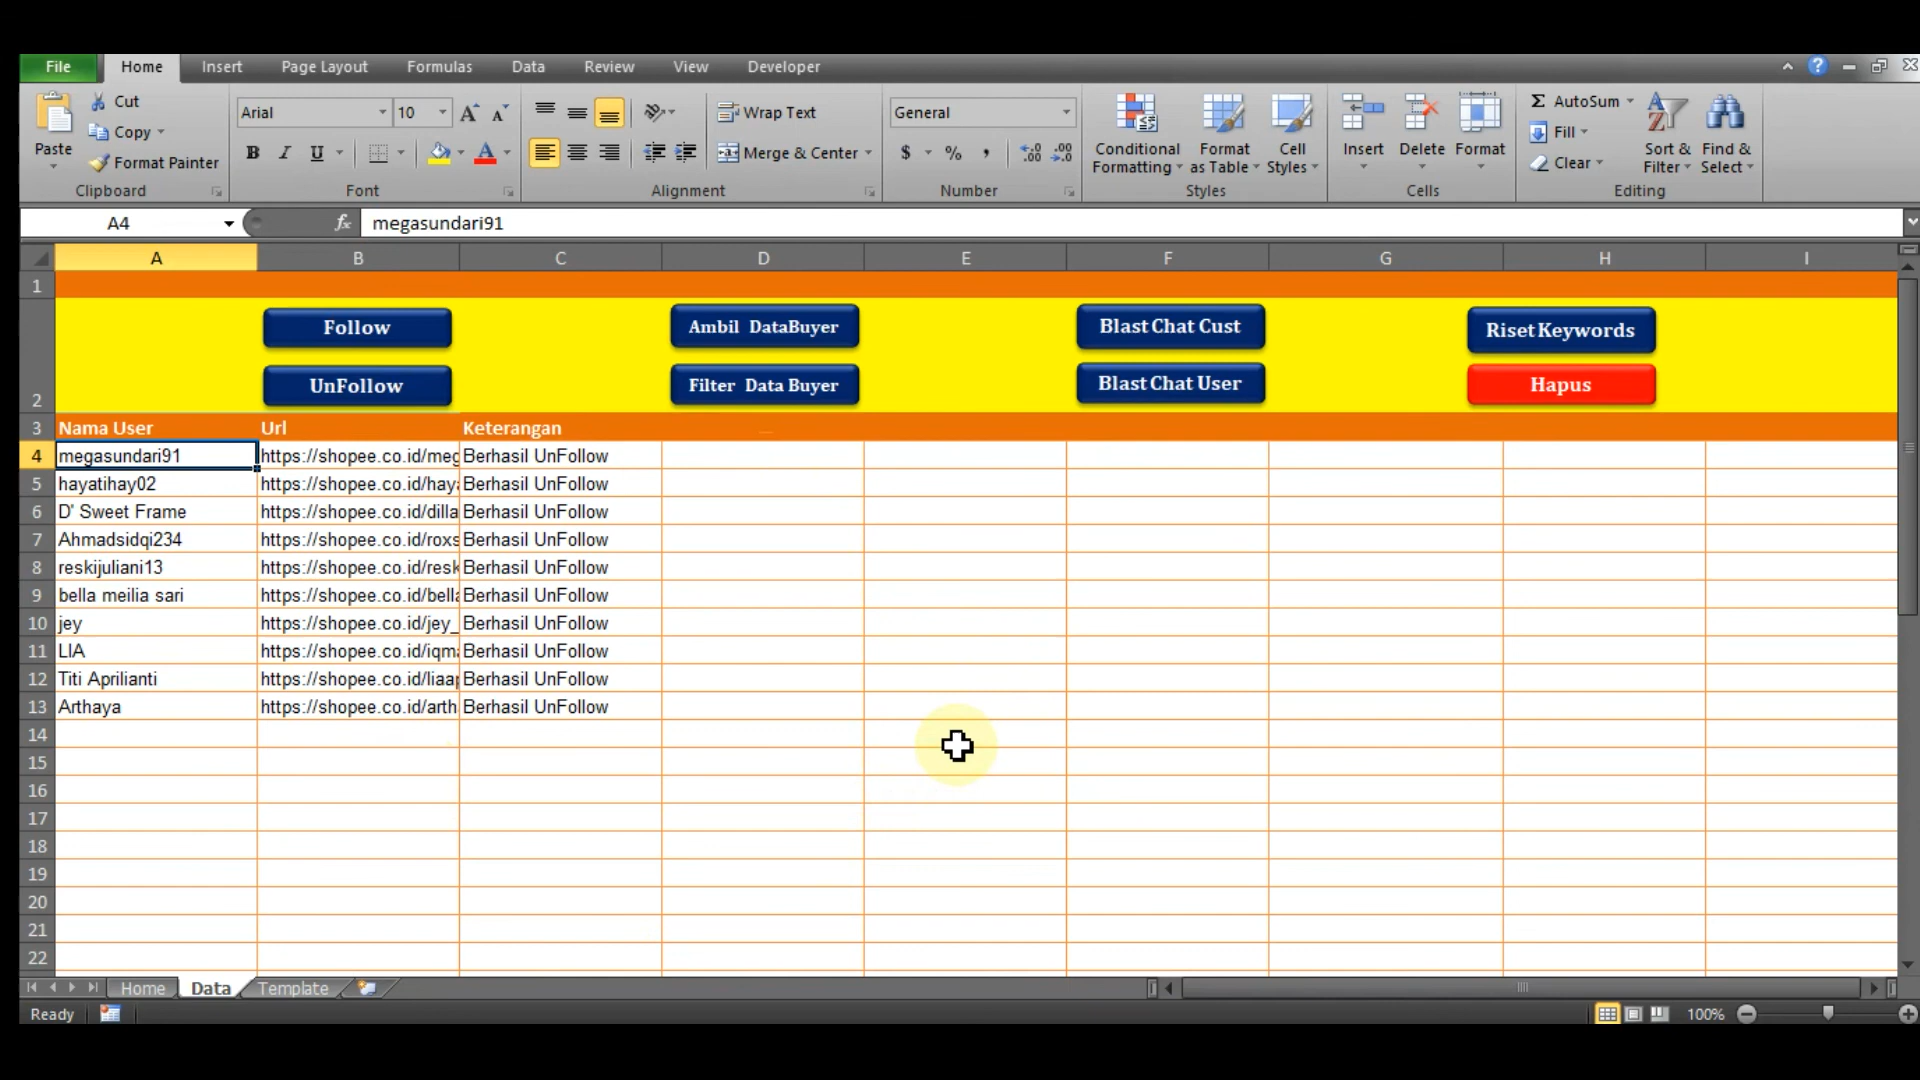 File Home Insert Page Layout Formulas Data Review View Developer
Cut
Copy
Format Painter
Paste
Clipboard
Arial 10
B I U
Font
Wrap Text
Merge & Center
Alignment
General
$ % ,
Number
Conditional Formatting
Format as Table
Cell Styles
Styles
Insert
Delete
Format
Cells
Σ AutoSum
Fill
Clear
Sort & Filter
Find & Select
Editing
A4 fx megasundari91
A B C D E F G H I
1
Follow Ambil DataBuyer Blast Chat Cust Riset Keywords
UnFollow Filter Data Buyer Blast Chat User Hapus
2
3 Nama User Url Keterangan
4 megasundari91 https://shopee.co.id/meg Berhasil UnFollow
5 hayatihay02 https://shopee.co.id/hay Berhasil UnFollow
6 D' Sweet Frame https://shopee.co.id/dilla Berhasil UnFollow
7 Ahmadsidqi234 https://shopee.co.id/roxs Berhasil UnFollow
8 reskijuliani13 https://shopee.co.id/resk Berhasil UnFollow
9 bella meilia sari https://shopee.co.id/bella Berhasil UnFollow
10 jey https://shopee.co.id/jey_ Berhasil UnFollow
11 LIA https://shopee.co.id/iqma Berhasil UnFollow
12 Titi Aprilianti https://shopee.co.id/liaap Berhasil UnFollow
13 Arthaya https://shopee.co.id/arth Berhasil UnFollow
14
15
16
17
18
19
20
21
22
Home Data Template
Ready 100%